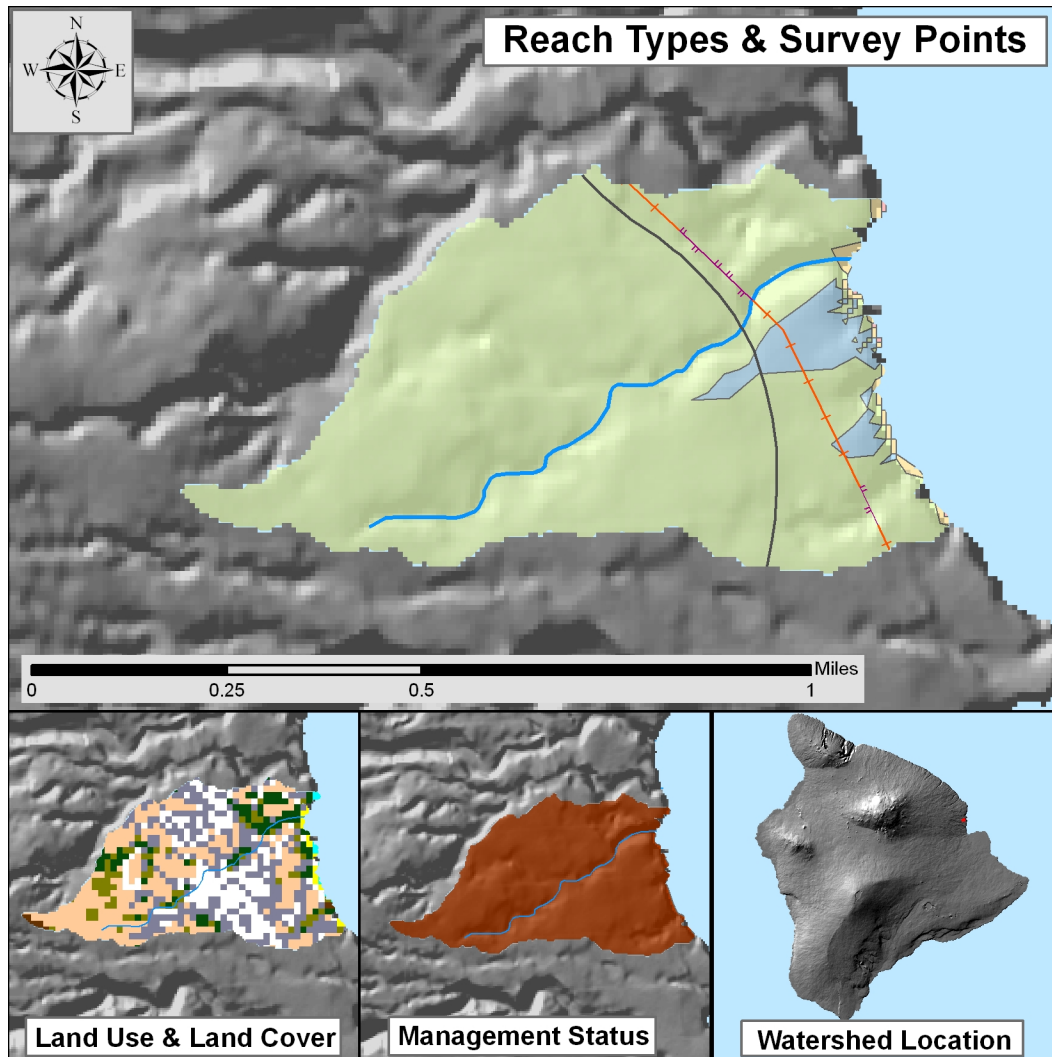 N
Reach Types & Survey Points
W E
S
Miles
0 0.25 0.5 1
Land Use & Land Cover
Management Status
Watershed Location